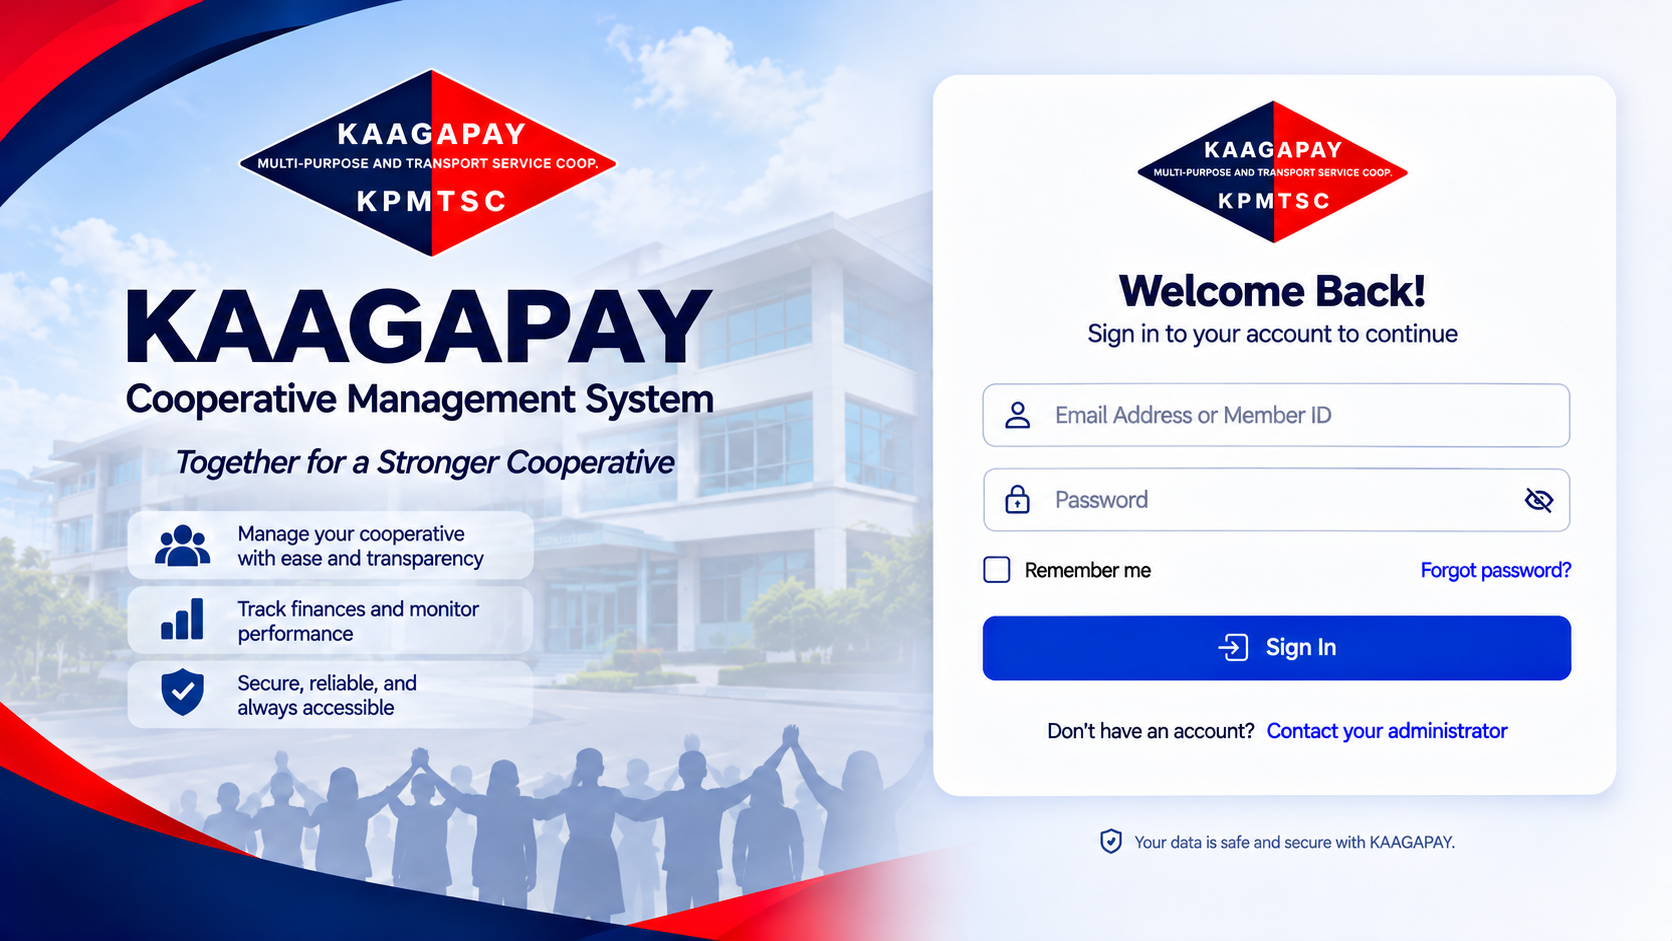 KAAGAPAY
MULTI-PURPOSE AND TRANSPORT SERVICE COOP.
KPMTSC
KAAGAPAY
Cooperative Management System
Together for a Stronger Cooperative
Manage your cooperative
with ease and transparency
Track finances and monitor
performance
Secure, reliable, and
always accessible
KAAGAPAY
MULTI-PURPOSE AND TRANSPORT SERVICE COOP.
KPMTSC
Welcome Back!
Sign in to your account to continue
Email Address or Member ID
Password
Remember me
Forgot password?
Sign In
Don't have an account? Contact your administrator
Your data is safe and secure with KAAGAPAY.